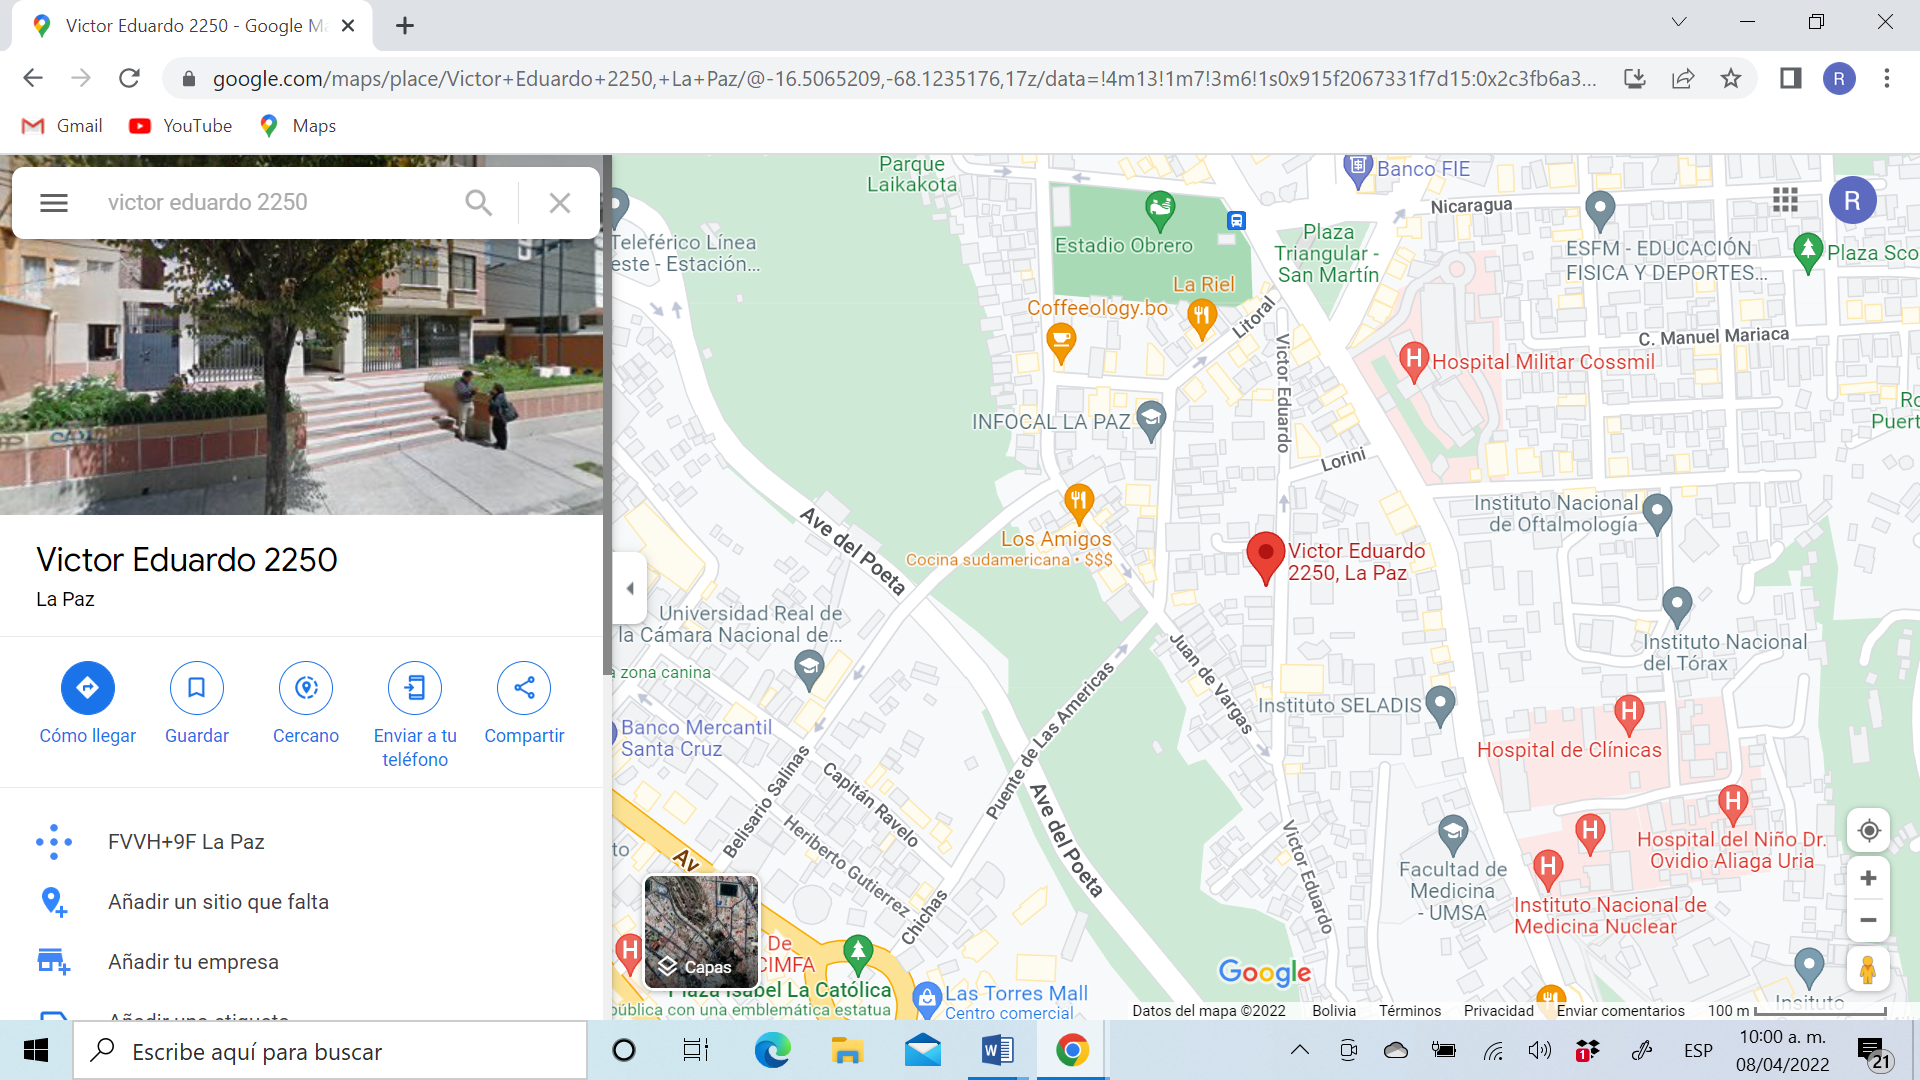 Victor Eduardo 2250 - Google Ma
google.com/maps/place/Victor+Eduardo+2250,+La+Paz/@-16.5065209,-68.1235176,17z/data=!4m13!1m7!3m6!1s0x915f2067331f7d15:0x2c3fb6a3...
R
Gmail
YouTube
Maps
victor eduardo 2250
Victor Eduardo 2250
La Paz
Cómo llegar
Guardar
Cercano
Enviar a tu
teléfono
Compartir
FVVH+9F La Paz
Añadir un sitio que falta
Añadir tu empresa
Añadir una etiqueta
Parque
Laikakota
Banco FIE
Nicaragua
R
Teleférico Línea
este - Estación...
Estadio Obrero
Plaza
Triangular -
San Martín
ESFM - EDUCACIÓN
FISICA Y DEPORTES...
Plaza Sco
La Riel
Coffeeology.bo
Litoral
Victor Eduardo
C. Manuel Mariaca
Hospital Militar Cossmil
Ro
Puert
INFOCAL LA PAZ
Lorini
Instituto Nacional
de Oftalmología
Ave del Poeta
Los Amigos
Cocina sudamericana • $$$
Victor Eduardo
2250, La Paz
Universidad Real de
la Cámara Nacional de...
a zona canina
Juan de Vargas
Instituto Nacional
del Tórax
Banco Mercantil
Santa Cruz
Puente de Las Americas
Instituto SELADIS
Hospital de Clínicas
Belisario Salinas
Capitán Ravelo
Ave del Poeta
Heriberto Gutierrez
Victor Eduardo
Hospital del Niño Dr.
Ovidio Aliaga Uria
to
Av
Chichas
Facultad de
Medicina
- UMSA
Instituto Nacional de
Medicina Nuclear
De
CIMFA
Capas
Plaza Isabel La Católica
pública con una emblemática estatua
Las Torres Mall
Centro comercial
Google
Insituto
Datos del mapa ©2022
Bolivia
Términos
Privacidad
Enviar comentarios
100 m
Escribe aquí para buscar
1
ESP
10:00 a. m.
08/04/2022
21